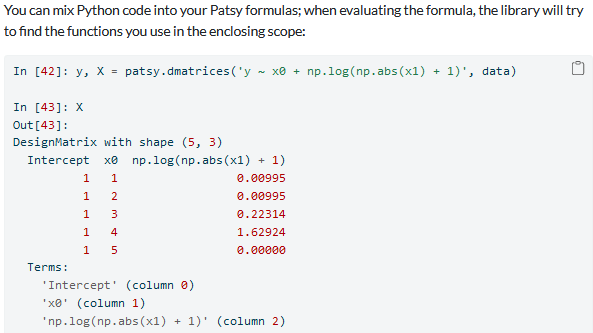 You can mix Python code into your Patsy formulas; when evaluating the formula, the library will try
to find the functions you use in the enclosing scope:
In [42]: y, X = patsy.dmatrices('y ~ x0 + np.log(np.abs(x1) + 1)', data)
In [43]: X
Out[43]:
DesignMatrix with shape (5, 3)
  Intercept  x0  np.log(np.abs(x1) + 1)
          1   1                 0.00995
          1   2                 0.00995
          1   3                 0.22314
          1   4                 1.62924
          1   5                 0.00000
  Terms:
    'Intercept' (column 0)
    'x0' (column 1)
    'np.log(np.abs(x1) + 1)' (column 2)